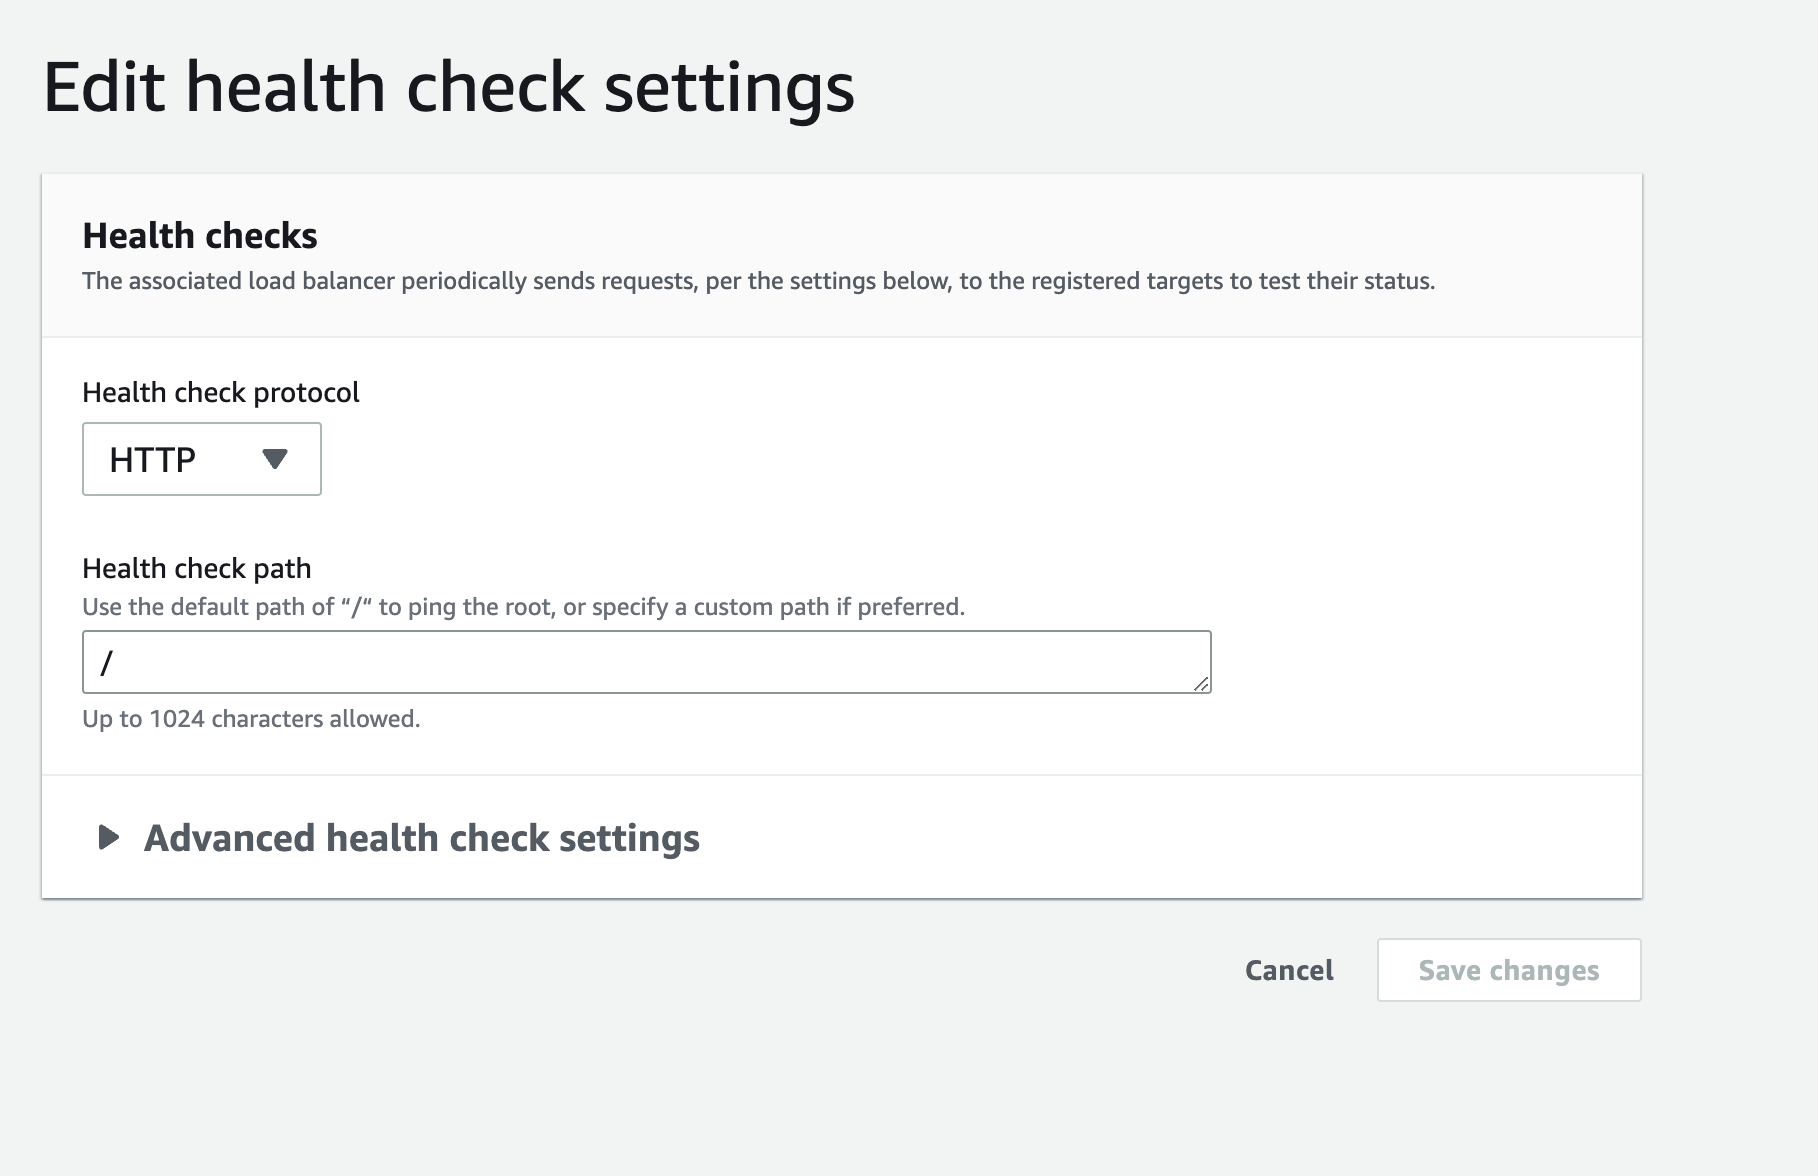 Edit health check settings
Health checks
The associated load balancer periodically sends requests, per the settings below, to the registered targets to test their status.
Health check protocol
HTTP
Health check path
Use the default path of “/“ to ping the root, or specify a custom path if preferred.
/
Up to 1024 characters allowed.
Advanced health check settings
Cancel
Save changes